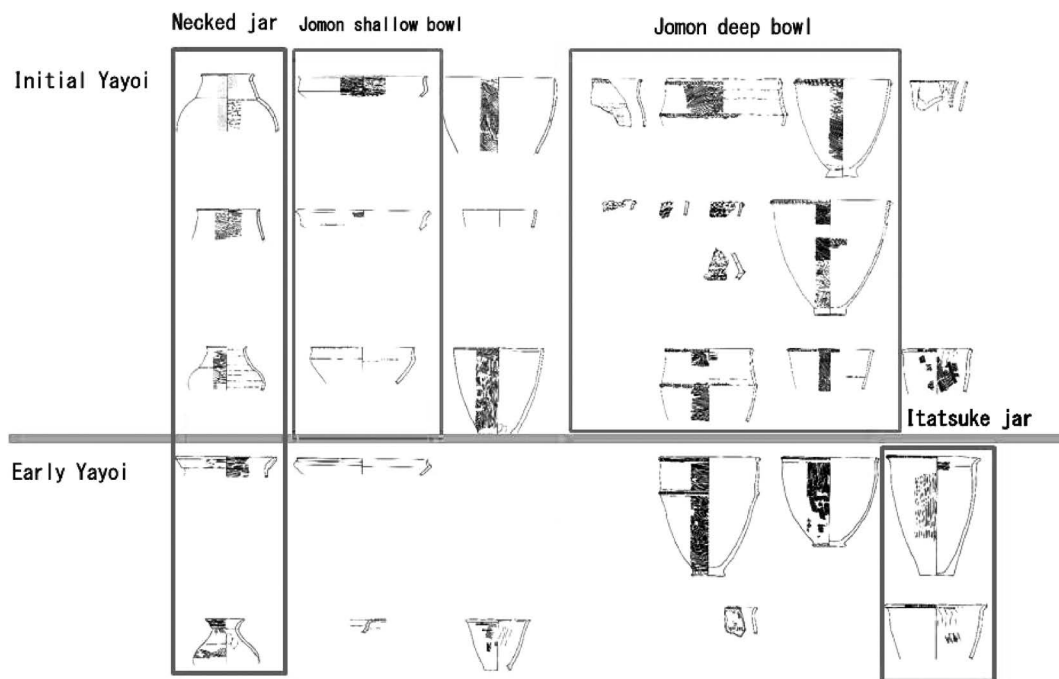 Necked jar
Jomon shallow bowl
Jomon deep bowl
Initial Yayoi
Itatsuke jar
Early Yayoi